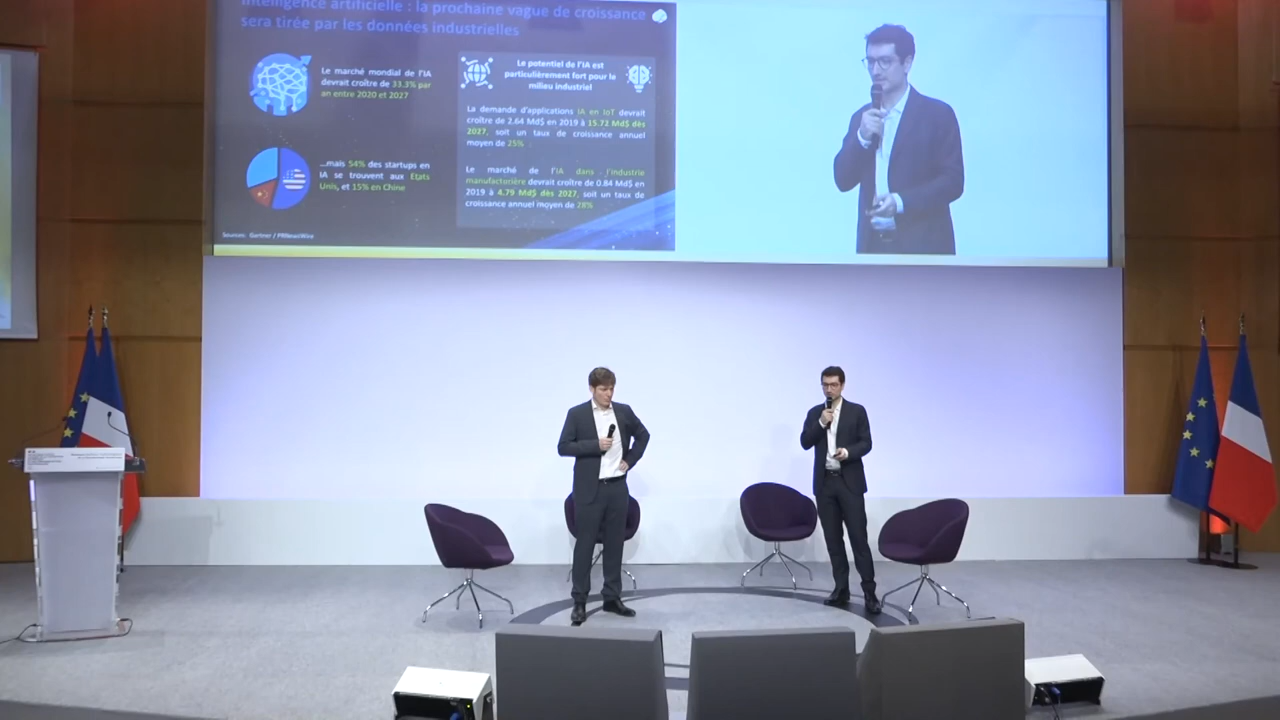 Intelligence artificielle : la prochaine vague de croissance
sera tirée par les données industrielles
Le marché mondial de l'IA
devrait croître de 33.3% par
an entre 2020 et 2027
...mais 54% des startups en
IA se trouvent aux Etats
Unis, et 15% en Chine
Le potentiel de l'IA est
particulièrement fort pour le
milieu industriel
La demande d'applications IA en IoT devrait
croître de 2.64 Md$ en 2019 à 15.72 Md$ dès
2027, soit un taux de croissance annuel
moyen de 25%
Le marché de l'IA dans l'industrie
manufactorière devrait croître de 0.84 Md$ en
2019 à 4.79 Md$ dès 2027, soit un taux de
croissance annuel moyen de 28%
Sources: Gartner / PRNewsWire